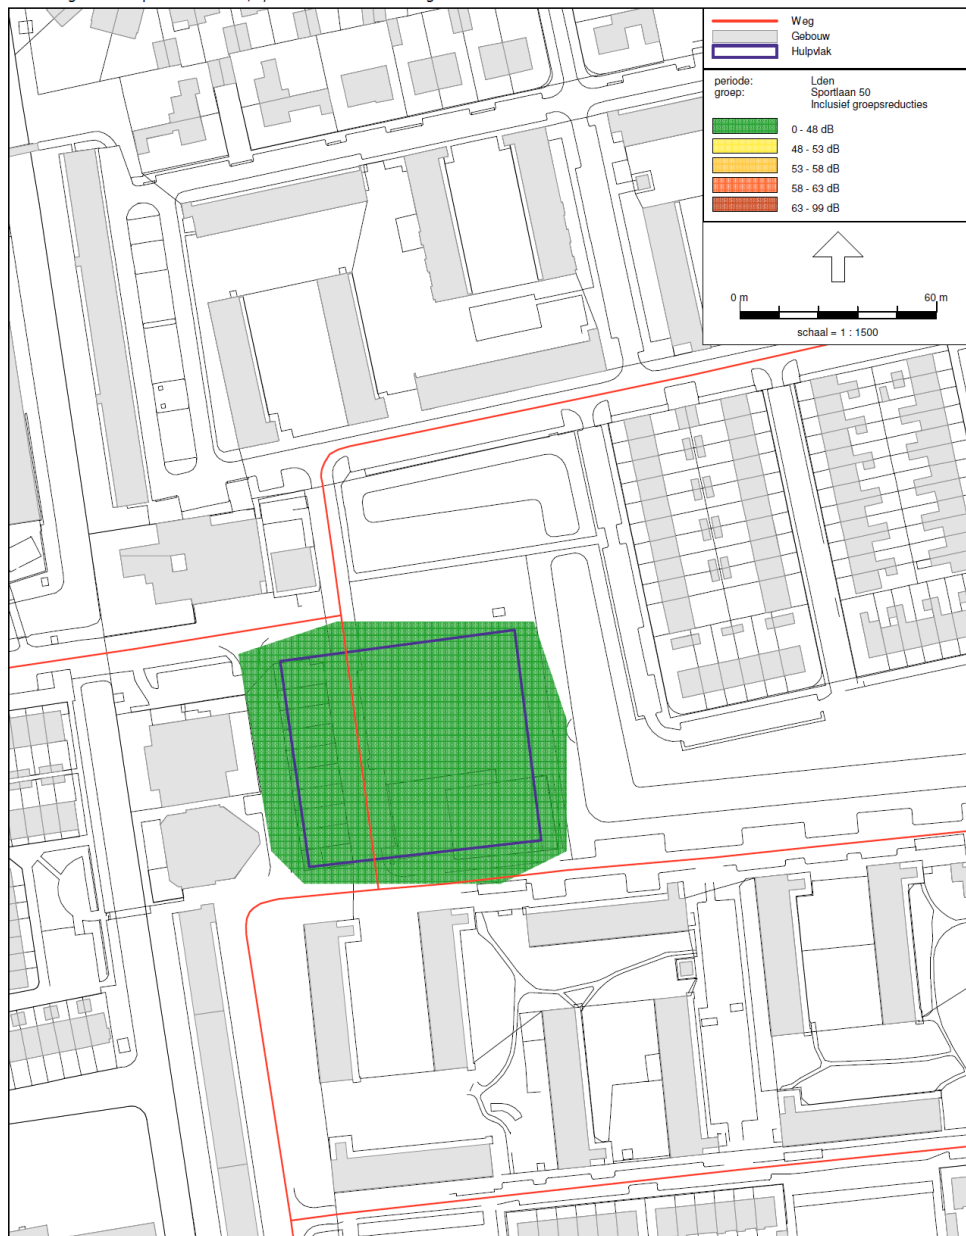 Weg
Gebouw
Hulpvlak
periode: Lden
groep: Sportlaan 50
Inclusief groepsreducties
0 - 48 dB
48 - 53 dB
53 - 58 dB
58 - 63 dB
63 - 99 dB
0 m 60 m
schaal = 1 : 1500